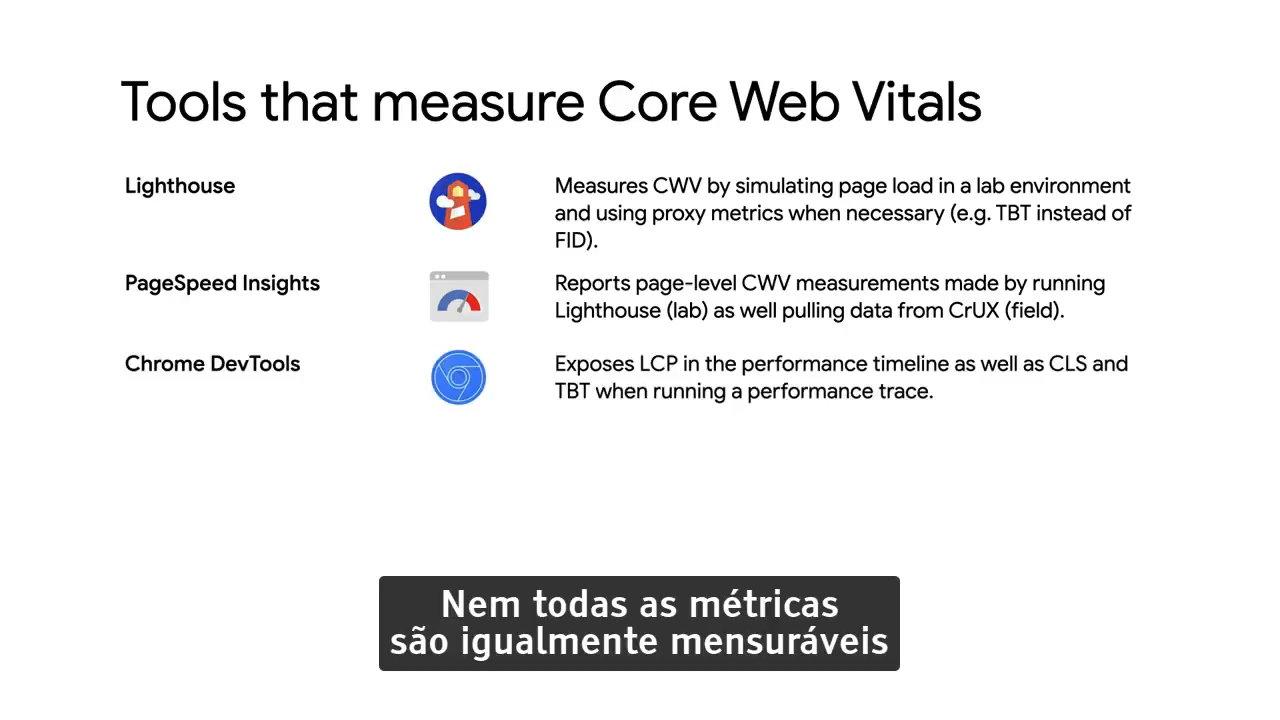 Tools that measure Core Web Vitals
Lighthouse
Measures CWV by simulating page load in a lab environment
and using proxy metrics when necessary (e.g. TBT instead of
FID).
PageSpeed Insights
Reports page-level CWV measurements made by running
Lighthouse (lab) as well pulling data from CrUX (field).
Chrome DevTools
Exposes LCP in the performance timeline as well as CLS and
TBT when running a performance trace.
Nem todas as métricas
são igualmente mensuráveis